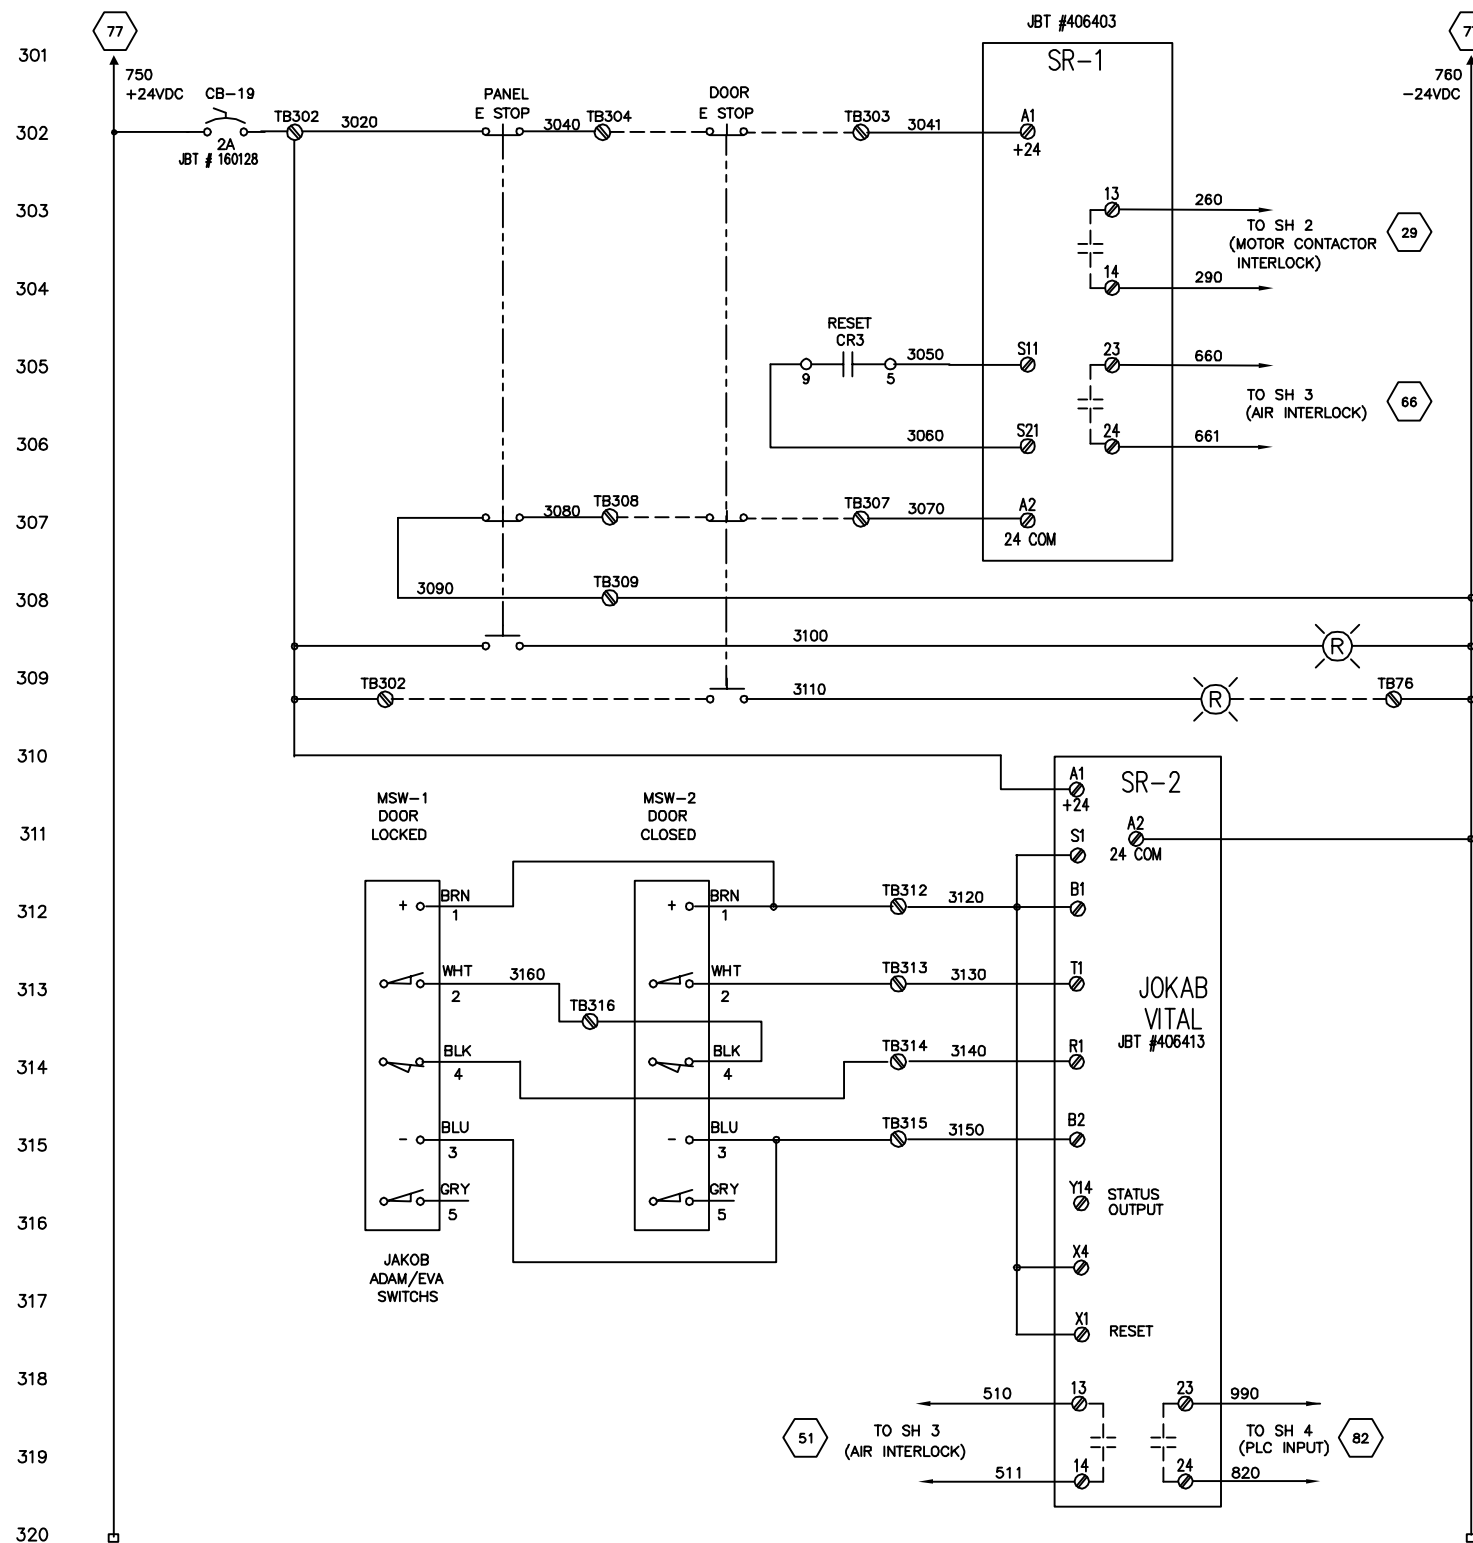 JBT #406403
77
77
301
SR-1
750
+24VDC
CB-19
760
-24VDC
PANEL
E STOP
DOOR
E STOP
302
TB302
3020
3040
TB304
TB303
3041
A1
+24
2A
JBT # 160128
303
13
260
TO SH 2
(MOTOR CONTACTOR
INTERLOCK)
29
304
14
290
RESET
CR3
305
9
5
3050
S11
23
660
TO SH 3
(AIR INTERLOCK)
66
306
3060
S21
24
661
307
3080
TB308
TB307
3070
A2
24 COM
308
3090
TB309
3100
R
309
TB302
3110
R
TB76
310
A1
+24
SR-2
MSW-1
DOOR
LOCKED
MSW-2
DOOR
CLOSED
311
S1
A2
24 COM
312
+
BRN
1
+
BRN
1
TB312
3120
B1
313
WHT
2
3160
TB316
WHT
2
TB313
3130
T1
JOKAB
VITAL
JBT #406413
314
BLK
4
BLK
4
TB314
3140
R1
315
-
BLU
3
-
BLU
3
TB315
3150
B2
316
GRY
5
GRY
5
Y14
STATUS
OUTPUT
JAKOB
ADAM/EVA
SWITCHS
X4
317
X1
RESET
318
510
13
23
990
319
51
TO SH 3
(AIR INTERLOCK)
TO SH 4
(PLC INPUT)
82
511
14
24
820
320